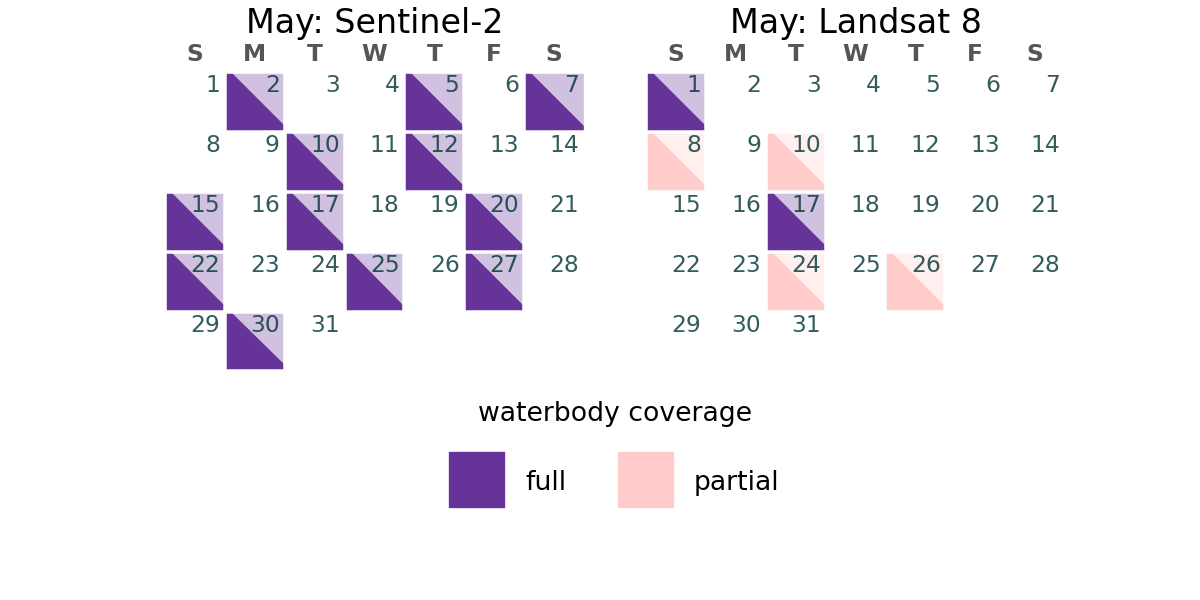 May: Sentinel-2
S M T W T F S
1 2 3 4 5 6 7
8 9 10 11 12 13 14
15 16 17 18 19 20 21
22 23 24 25 26 27 28
29 30 31
May: Landsat 8
S M T W T F S
1 2 3 4 5 6 7
8 9 10 11 12 13 14
15 16 17 18 19 20 21
22 23 24 25 26 27 28
29 30 31
waterbody coverage
full partial